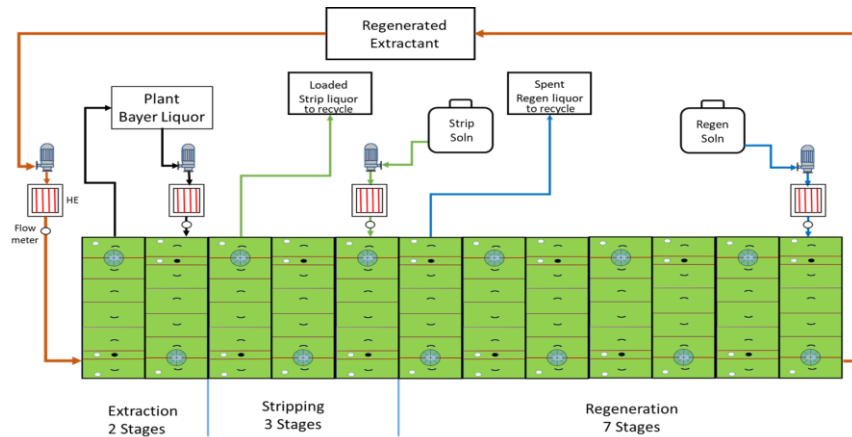 Regenerated
Extractant
Plant
Bayer Liquor
Loaded
Strip liquor
to recycle
Strip
Soln
Spent
Regen liquor
to recycle
Regen
Soln
HE
Flow
meter
Extraction
2 Stages
Stripping
3 Stages
Regeneration
7 Stages